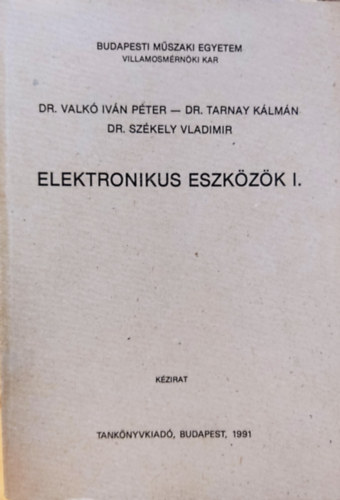 BUDAPESTI MŰSZAKI EGYETEM
VILLAMOSMÉRNÖKI KAR
DR. VALKÓ IVÁN PÉTER — DR. TARNAY KÁLMÁN
DR. SZÉKELY VLADIMIR
ELEKTRONIKUS ESZKÖZÖK I.
KÉZIRAT
TANKÖNYVKIADÓ, BUDAPEST, 1991